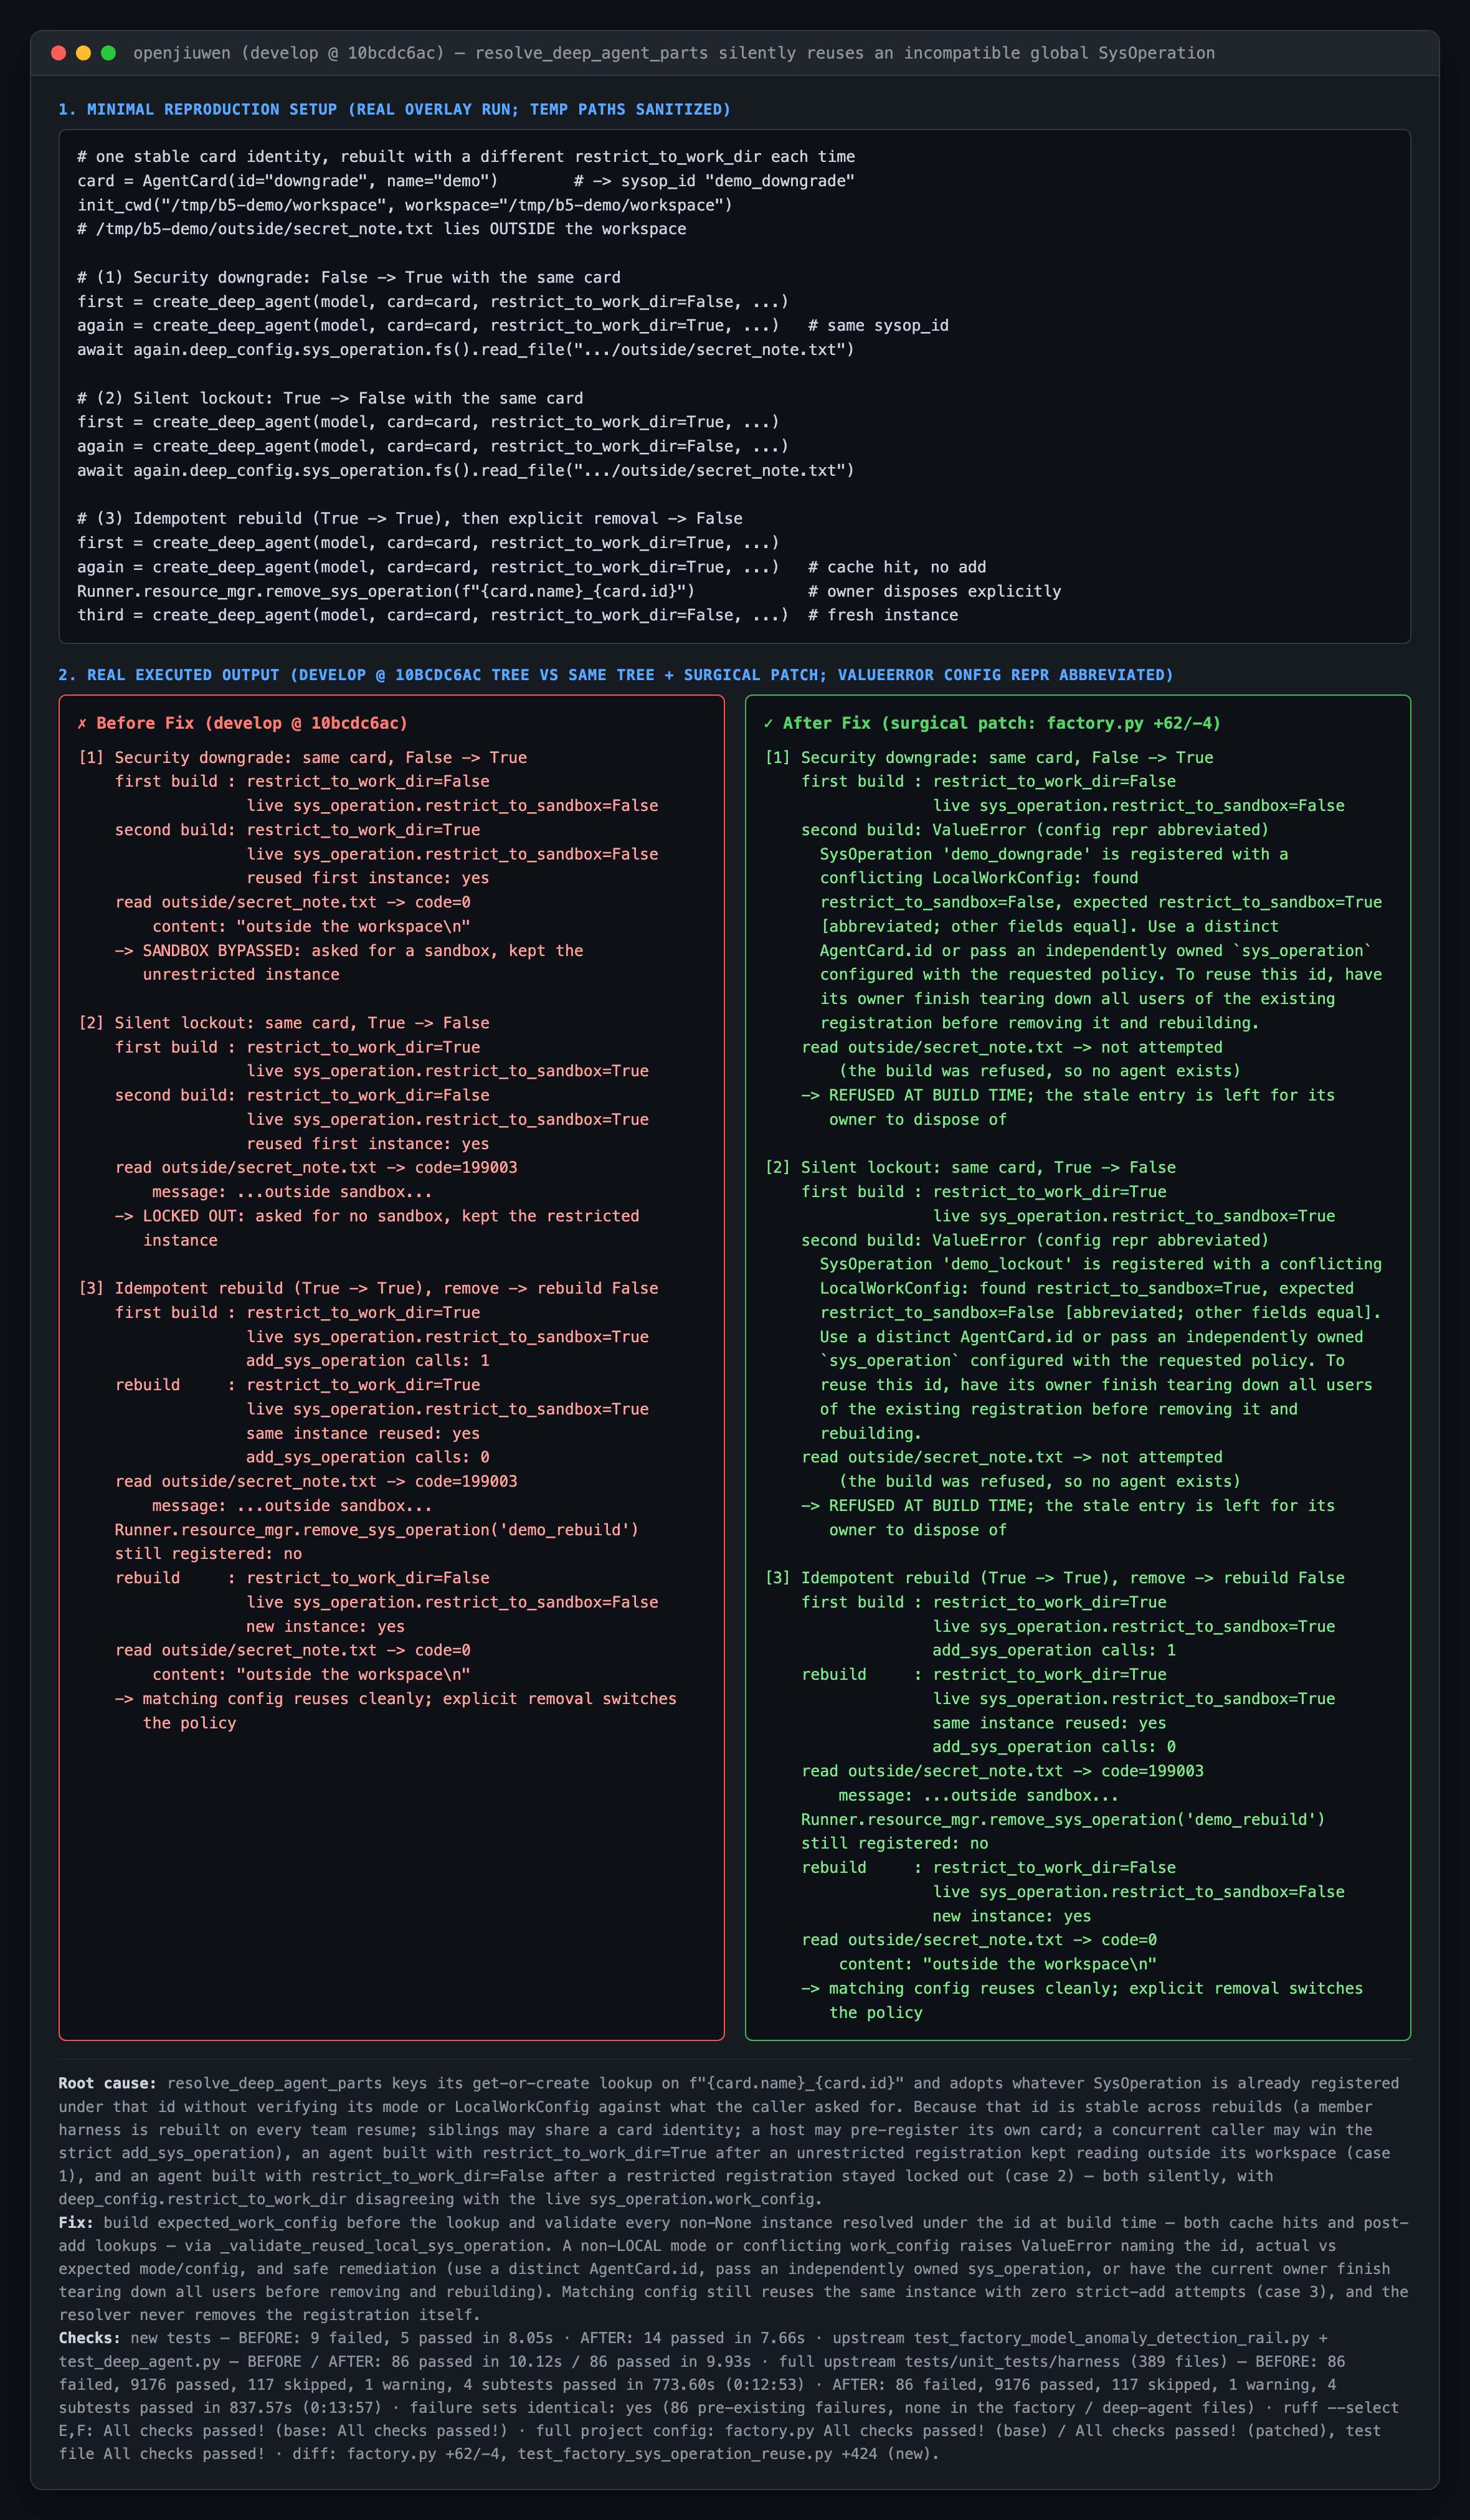 openjiuwen (develop @ 10bcdc6ac) — resolve_deep_agent_parts silently reuses an incompatible global SysOperation
1. MINIMAL REPRODUCTION SETUP (REAL OVERLAY RUN; TEMP PATHS SANITIZED)
# one stable card identity, rebuilt with a different restrict_to_work_dir each time
card = AgentCard(id="downgrade", name="demo")        # -> sysop_id "demo_downgrade"
init_cwd("/tmp/b5-demo/workspace", workspace="/tmp/b5-demo/workspace")
# /tmp/b5-demo/outside/secret_note.txt lies OUTSIDE the workspace
# (1) Security downgrade: False -> True with the same card
first = create_deep_agent(model, card=card, restrict_to_work_dir=False, ...)
again = create_deep_agent(model, card=card, restrict_to_work_dir=True, ...)   # same sysop_id
await again.deep_config.sys_operation.fs().read_file(".../outside/secret_note.txt")
# (2) Silent lockout: True -> False with the same card
first = create_deep_agent(model, card=card, restrict_to_work_dir=True, ...)
again = create_deep_agent(model, card=card, restrict_to_work_dir=False, ...)
await again.deep_config.sys_operation.fs().read_file(".../outside/secret_note.txt")
# (3) Idempotent rebuild (True -> True), then explicit removal -> False
first = create_deep_agent(model, card=card, restrict_to_work_dir=True, ...)
again = create_deep_agent(model, card=card, restrict_to_work_dir=True, ...)   # cache hit, no add
Runner.resource_mgr.remove_sys_operation(f"{card.name}_{card.id}")            # owner disposes explicitly
third = create_deep_agent(model, card=card, restrict_to_work_dir=False, ...)  # fresh instance
2. REAL EXECUTED OUTPUT (DEVELOP @ 10BCDC6AC TREE VS SAME TREE + SURGICAL PATCH; VALUEERROR CONFIG REPR ABBREVIATED)
✗ Before Fix (develop @ 10bcdc6ac)
[1] Security downgrade: same card, False -> True
first build : restrict_to_work_dir=False
live sys_operation.restrict_to_sandbox=False
second build: restrict_to_work_dir=True
live sys_operation.restrict_to_sandbox=False
reused first instance: yes
read outside/secret_note.txt -> code=0
content: "outside the workspace\n"
-> SANDBOX BYPASSED: asked for a sandbox, kept the
unrestricted instance
[2] Silent lockout: same card, True -> False
first build : restrict_to_work_dir=True
live sys_operation.restrict_to_sandbox=True
second build: restrict_to_work_dir=False
live sys_operation.restrict_to_sandbox=True
reused first instance: yes
read outside/secret_note.txt -> code=199003
message: ...outside sandbox...
-> LOCKED OUT: asked for no sandbox, kept the restricted
instance
[3] Idempotent rebuild (True -> True), remove -> rebuild False
first build : restrict_to_work_dir=True
live sys_operation.restrict_to_sandbox=True
add_sys_operation calls: 1
rebuild     : restrict_to_work_dir=True
live sys_operation.restrict_to_sandbox=True
same instance reused: yes
add_sys_operation calls: 0
read outside/secret_note.txt -> code=199003
message: ...outside sandbox...
Runner.resource_mgr.remove_sys_operation('demo_rebuild')
still registered: no
rebuild     : restrict_to_work_dir=False
live sys_operation.restrict_to_sandbox=False
new instance: yes
read outside/secret_note.txt -> code=0
content: "outside the workspace\n"
-> matching config reuses cleanly; explicit removal switches
the policy
✓ After Fix (surgical patch: factory.py +62/−4)
[1] Security downgrade: same card, False -> True
first build : restrict_to_work_dir=False
live sys_operation.restrict_to_sandbox=False
second build: ValueError (config repr abbreviated)
SysOperation 'demo_downgrade' is registered with a
conflicting LocalWorkConfig: found
restrict_to_sandbox=False, expected restrict_to_sandbox=True
[abbreviated; other fields equal]. Use a distinct
AgentCard.id or pass an independently owned `sys_operation`
configured with the requested policy. To reuse this id, have
its owner finish tearing down all users of the existing
registration before removing it and rebuilding.
read outside/secret_note.txt -> not attempted
(the build was refused, so no agent exists)
-> REFUSED AT BUILD TIME; the stale entry is left for its
owner to dispose of
[2] Silent lockout: same card, True -> False
first build : restrict_to_work_dir=True
live sys_operation.restrict_to_sandbox=True
second build: ValueError (config repr abbreviated)
SysOperation 'demo_lockout' is registered with a conflicting
LocalWorkConfig: found restrict_to_sandbox=True, expected
restrict_to_sandbox=False [abbreviated; other fields equal].
Use a distinct AgentCard.id or pass an independently owned
`sys_operation` configured with the requested policy. To
reuse this id, have its owner finish tearing down all users
of the existing registration before removing it and
rebuilding.
read outside/secret_note.txt -> not attempted
(the build was refused, so no agent exists)
-> REFUSED AT BUILD TIME; the stale entry is left for its
owner to dispose of
[3] Idempotent rebuild (True -> True), remove -> rebuild False
first build : restrict_to_work_dir=True
live sys_operation.restrict_to_sandbox=True
add_sys_operation calls: 1
rebuild     : restrict_to_work_dir=True
live sys_operation.restrict_to_sandbox=True
same instance reused: yes
add_sys_operation calls: 0
read outside/secret_note.txt -> code=199003
message: ...outside sandbox...
Runner.resource_mgr.remove_sys_operation('demo_rebuild')
still registered: no
rebuild     : restrict_to_work_dir=False
live sys_operation.restrict_to_sandbox=False
new instance: yes
read outside/secret_note.txt -> code=0
content: "outside the workspace\n"
-> matching config reuses cleanly; explicit removal switches
the policy
Root cause: resolve_deep_agent_parts keys its get-or-create lookup on f"{card.name}_{card.id}" and adopts whatever SysOperation is already registered
under that id without verifying its mode or LocalWorkConfig against what the caller asked for. Because that id is stable across rebuilds (a member
harness is rebuilt on every team resume; siblings may share a card identity; a host may pre-register its own card; a concurrent caller may win the
strict add_sys_operation), an agent built with restrict_to_work_dir=True after an unrestricted registration kept reading outside its workspace (case
1), and an agent built with restrict_to_work_dir=False after a restricted registration stayed locked out (case 2) — both silently, with
deep_config.restrict_to_work_dir disagreeing with the live sys_operation.work_config.
Fix: build expected_work_config before the lookup and validate every non-None instance resolved under the id at build time — both cache hits and post-
add lookups — via _validate_reused_local_sys_operation. A non-LOCAL mode or conflicting work_config raises ValueError naming the id, actual vs
expected mode/config, and safe remediation (use a distinct AgentCard.id, pass an independently owned sys_operation, or have the current owner finish
tearing down all users before removing and rebuilding). Matching config still reuses the same instance with zero strict-add attempts (case 3), and the
resolver never removes the registration itself.
Checks: new tests — BEFORE: 9 failed, 5 passed in 8.05s · AFTER: 14 passed in 7.66s · upstream test_factory_model_anomaly_detection_rail.py +
test_deep_agent.py — BEFORE / AFTER: 86 passed in 10.12s / 86 passed in 9.93s · full upstream tests/unit_tests/harness (389 files) — BEFORE: 86
failed, 9176 passed, 117 skipped, 1 warning, 4 subtests passed in 773.60s (0:12:53) · AFTER: 86 failed, 9176 passed, 117 skipped, 1 warning, 4
subtests passed in 837.57s (0:13:57) · failure sets identical: yes (86 pre-existing failures, none in the factory / deep-agent files) · ruff --select
E,F: All checks passed! (base: All checks passed!) · full project config: factory.py All checks passed! (base) / All checks passed! (patched), test
file All checks passed! · diff: factory.py +62/−4, test_factory_sys_operation_reuse.py +424 (new).